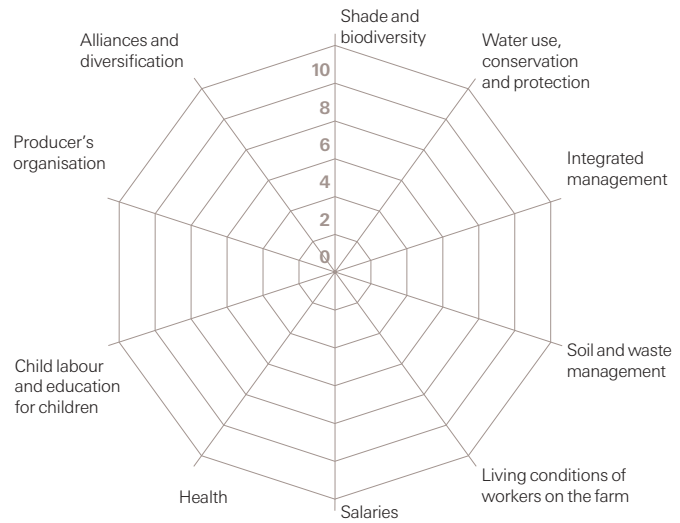 Shade and
biodiversity
Water use,
conservation
and protection
Integrated
management
Soil and waste
management
Living conditions of
workers on the farm
Salaries
Health
Child labour
and education
for children
Producer's
organisation
Alliances and
diversification
10
8
6
4
2
0